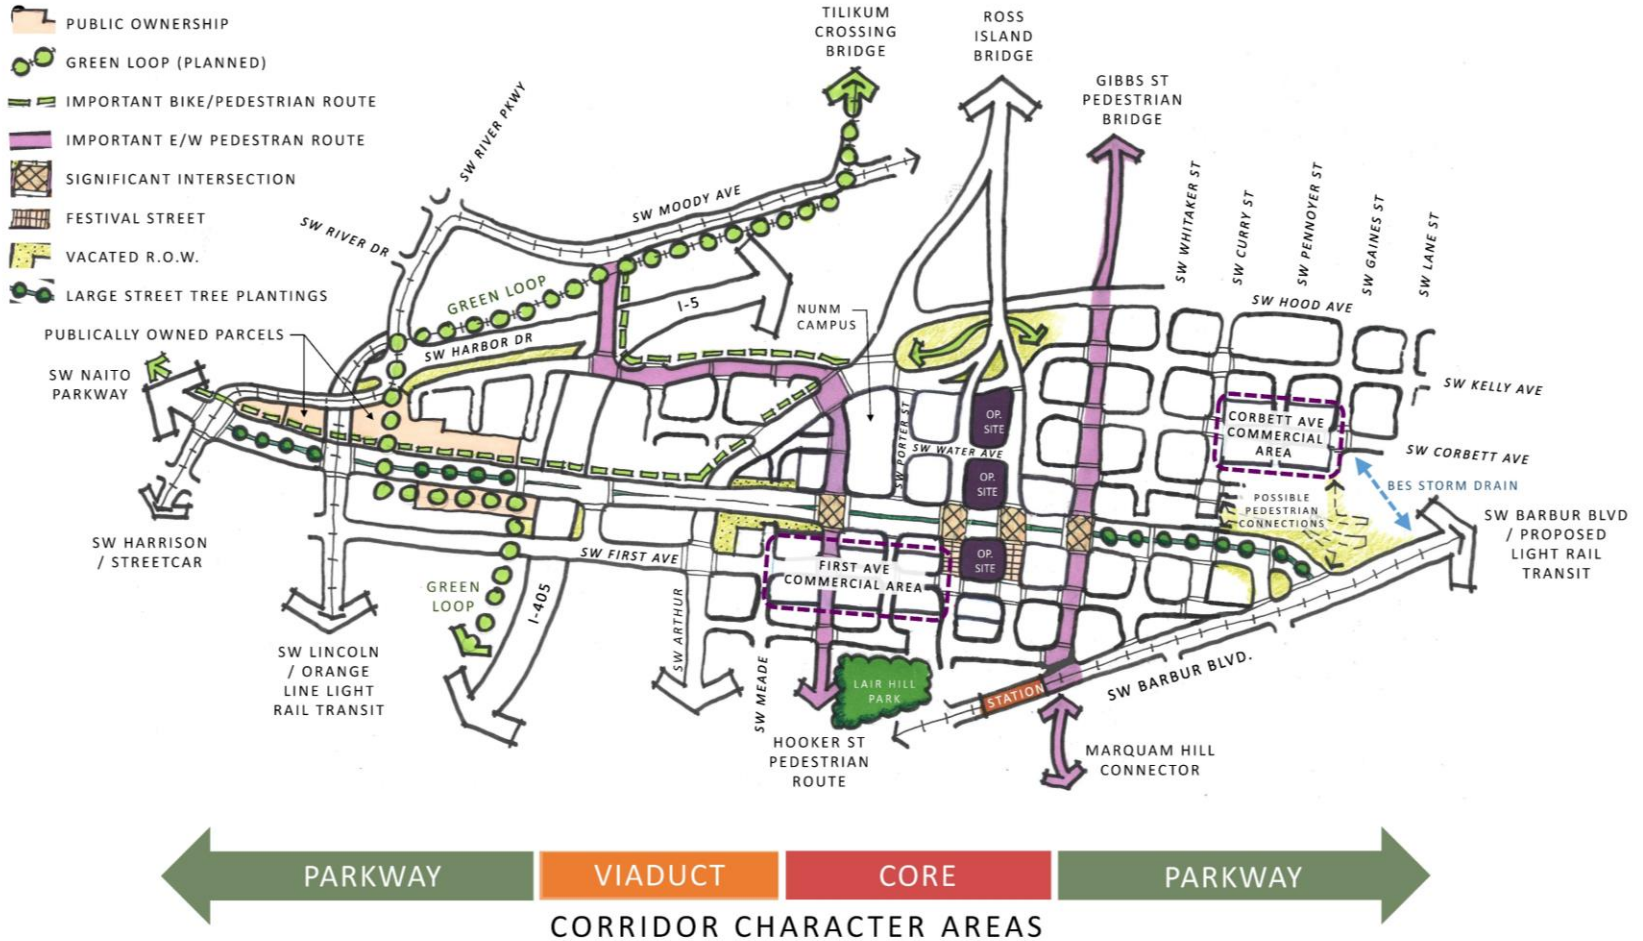 PUBLIC OWNERSHIP
GREEN LOOP (PLANNED)
IMPORTANT BIKE/PEDESTRIAN ROUTE
IMPORTANT E/W PEDESTRAN ROUTE
SIGNIFICANT INTERSECTION
FESTIVAL STREET
VACATED R.O.W.
LARGE STREET TREE PLANTINGS
PUBLICALLY OWNED PARCELS
TILIKUM
CROSSING
BRIDGE
ROSS
ISLAND
BRIDGE
GIBBS ST
PEDESTRIAN
BRIDGE
SW RIVER PKWY
SW RIVER DR
SW MOODY AVE
GREEN LOOP
I-5
SW HARBOR DR
NUNM
CAMPUS
SW WHITAKER ST
SW CURRY ST
SW PENNOYER ST
SW GAINES ST
SW LANE ST
SW HOOD AVE
SW KELLY AVE
SW CORBETT AVE
SW NAITO
PARKWAY
OP.
SITE
CORBETT AVE
COMMERCIAL
AREA
SW PORTER ST
SW WATER AVE
OP.
SITE
BES STORM DRAIN
POSSIBLE
PEDESTRIAN
CONNECTIONS
SW BARBUR BLVD
/ PROPOSED
LIGHT RAIL
TRANSIT
SW HARRISON
/ STREETCAR
SW FIRST AVE
OP.
SITE
FIRST AVE
COMMERCIAL AREA
GREEN
LOOP
I-405
SW ARTHUR
SW MEADE
SW LINCOLN
/ ORANGE
LINE LIGHT
RAIL TRANSIT
LAIR HILL
PARK
STATION
SW BARBUR BLVD.
HOOKER ST
PEDESTRIAN
ROUTE
MARQUAM HILL
CONNECTOR
PARKWAY
VIADUCT
CORE
PARKWAY
CORRIDOR CHARACTER AREAS